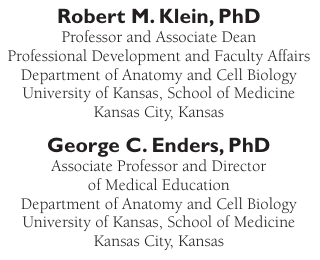 Robert M. Klein, PhD
Professor and Associate Dean
Professional Development and Faculty Affairs
Department of Anatomy and Cell Biology
University of Kansas, School of Medicine
Kansas City, Kansas
George C. Enders, PhD
Associate Professor and Director
of Medical Education
Department of Anatomy and Cell Biology
University of Kansas, School of Medicine
Kansas City, Kansas